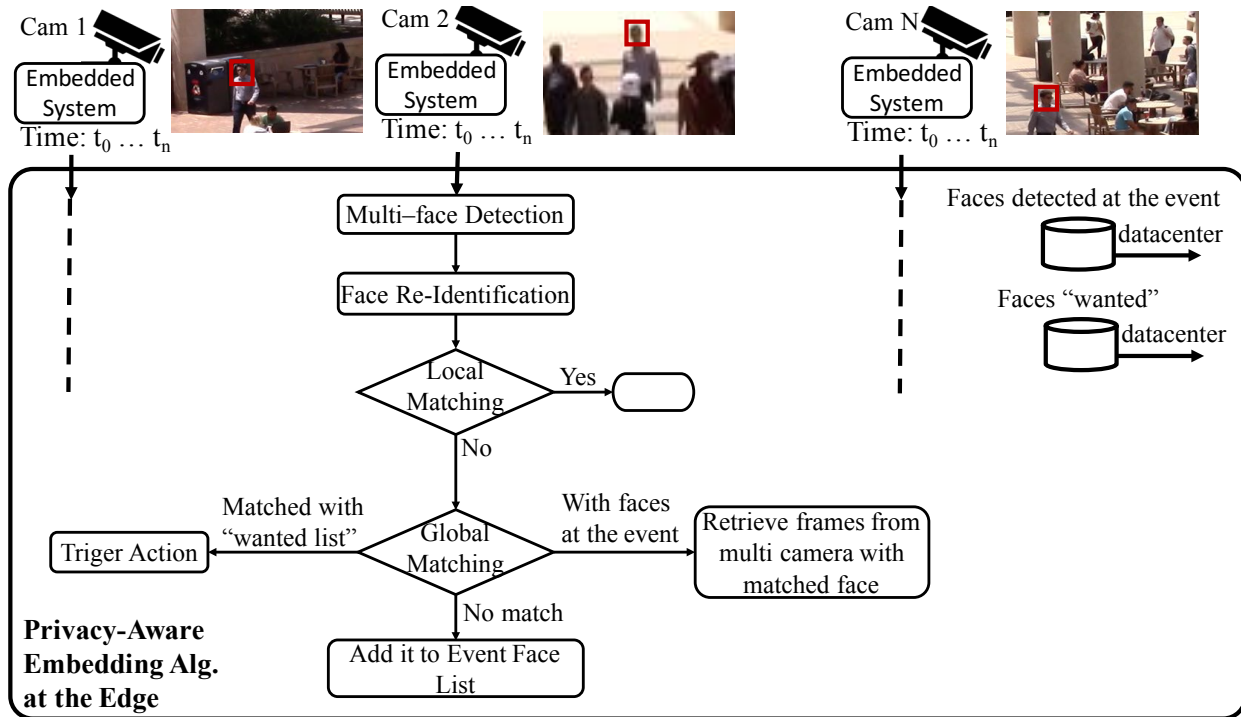 Cam 1
Embedded
System
Time: t₀ … tₙ
Cam 2
Embedded
System
Time: t₀ … tₙ
Cam N
Embedded
System
Time: t₀ … tₙ
Multi–face Detection
Face Re-Identification
Local
Matching
Yes
No
Global
Matching
Matched with
“wanted list”
Triger Action
With faces
at the event
Retrieve frames from
multi camera with
matched face
No match
Add it to Event Face
List
Faces detected at the event
datacenter
Faces “wanted”
datacenter
Privacy-Aware
Embedding Alg.
at the Edge